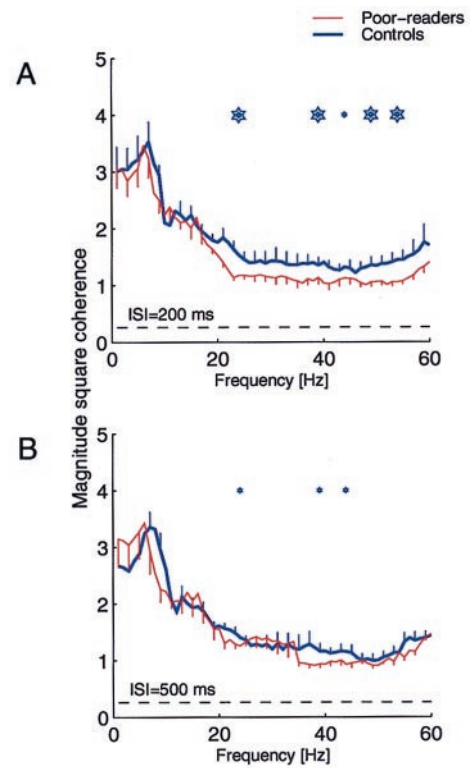 Poor-readers
Controls
A
5
4
3
2
1
0
ISI=200 ms
0
20
40
60
Frequency [Hz]
Magnitude square coherence
B
5
4
3
2
1
0
ISI=500 ms
0
20
40
60
Frequency [Hz]